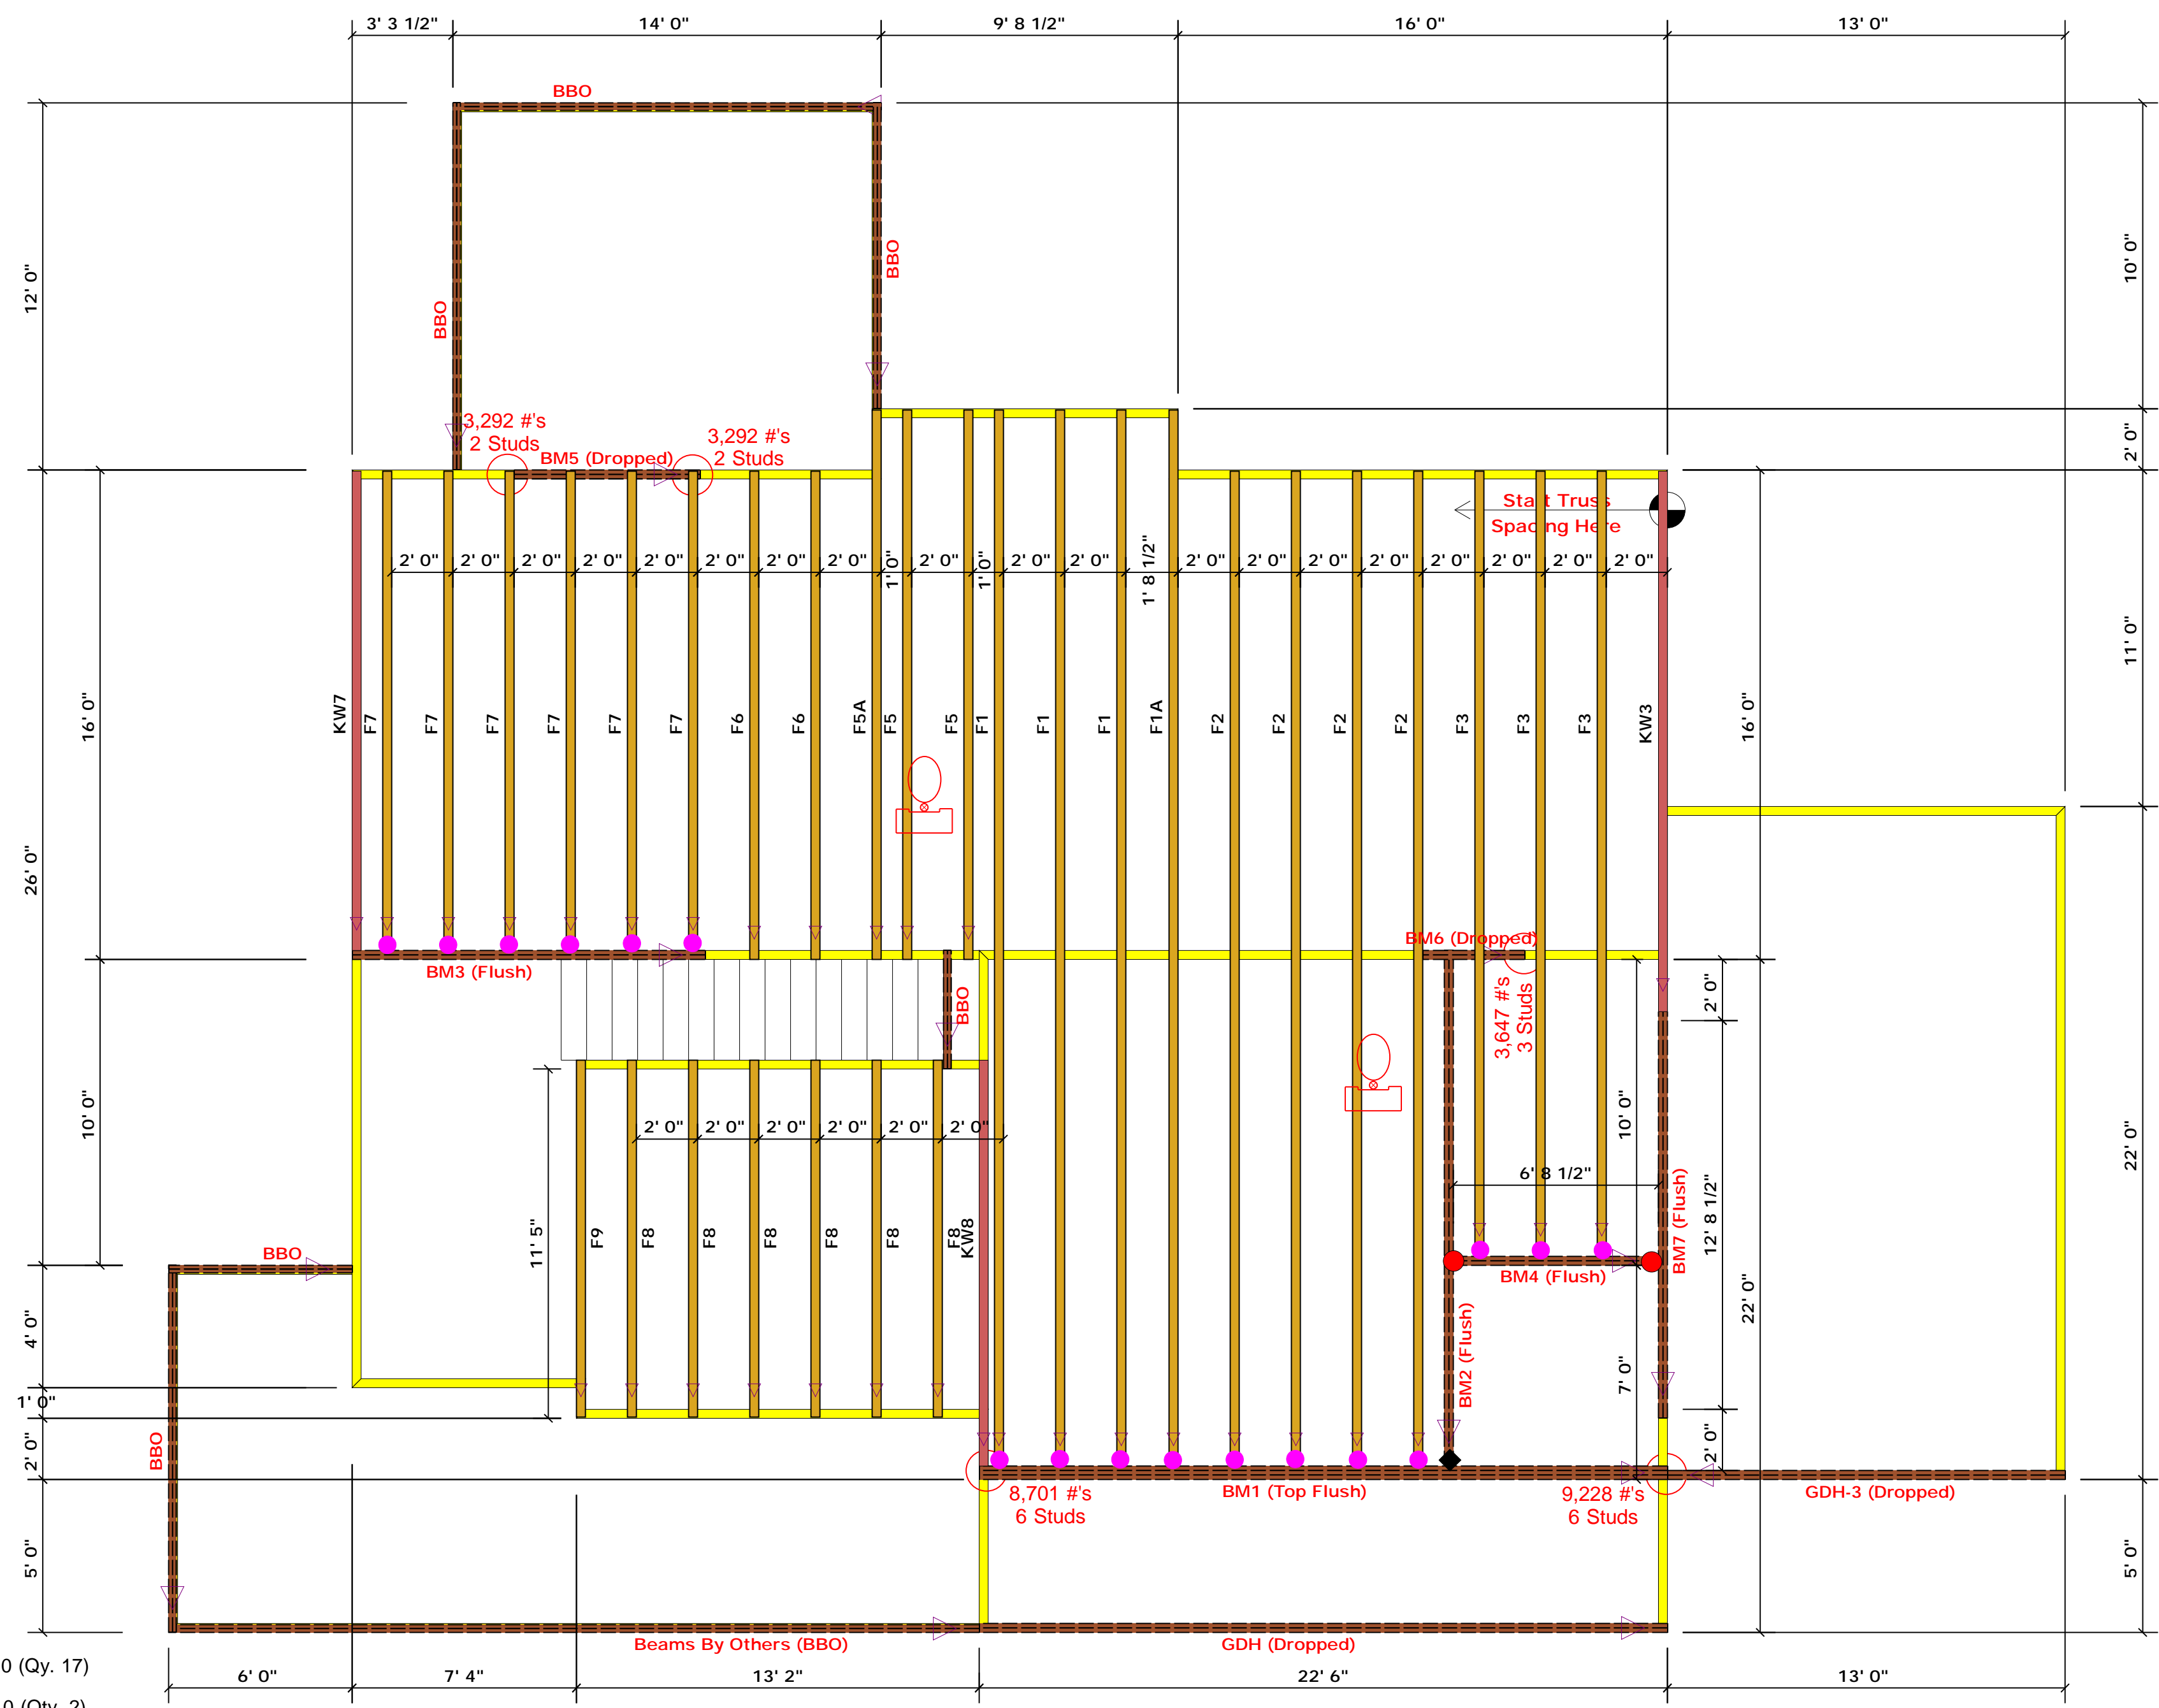 3' 3 1/2"
14' 0"
9' 8 1/2"
16' 0"
13' 0"
BBO
12' 0"
BBO
BBO
10' 0"
2' 0"
3,292 #'s
2 Studs
BM5 (Dropped)
3,292 #'s
2 Studs
Start Truss
Spacing Here
2' 0"
2' 0"
2' 0"
2' 0"
2' 0"
2' 0"
2' 0"
2' 0"
1' 0"
2' 0"
1' 0"
2' 0"
2' 0"
1' 8 1/2"
2' 0"
2' 0"
2' 0"
2' 0"
2' 0"
2' 0"
2' 0"
2' 0"
11' 0"
16' 0"
26' 0"
KW7
F7
F7
F7
F7
F7
F7
F6
F6
F5A
F5
F5
F1
F1
F1
F1A
F2
F2
F2
F2
F3
F3
F3
KW3
16' 0"
BM3 (Flush)
BM6 (Dropped)
3,647 #'s
3 Studs
BBO
2' 0"
10' 0"
10' 0"
2' 0"
2' 0"
2' 0"
2' 0"
2' 0"
2' 0"
6' 8 1/2"
12' 8 1/2"
22' 0"
22' 0"
11' 5"
F9
F8
F8
F8
F8
F8
F8
KW8
BM7 (Flush)
BM4 (Flush)
BM2 (Flush)
7' 0"
2' 0"
BBO
4' 0"
1' 0"
2' 0"
BBO
5' 0"
8,701 #'s
6 Studs
BM1 (Top Flush)
9,228 #'s
6 Studs
GDH-3 (Dropped)
5' 0"
Beams By Others (BBO)
GDH (Dropped)
0 (Qy. 17)
6' 0"
7' 4"
13' 2"
22' 6"
13' 0"
0 (Qty. 2)